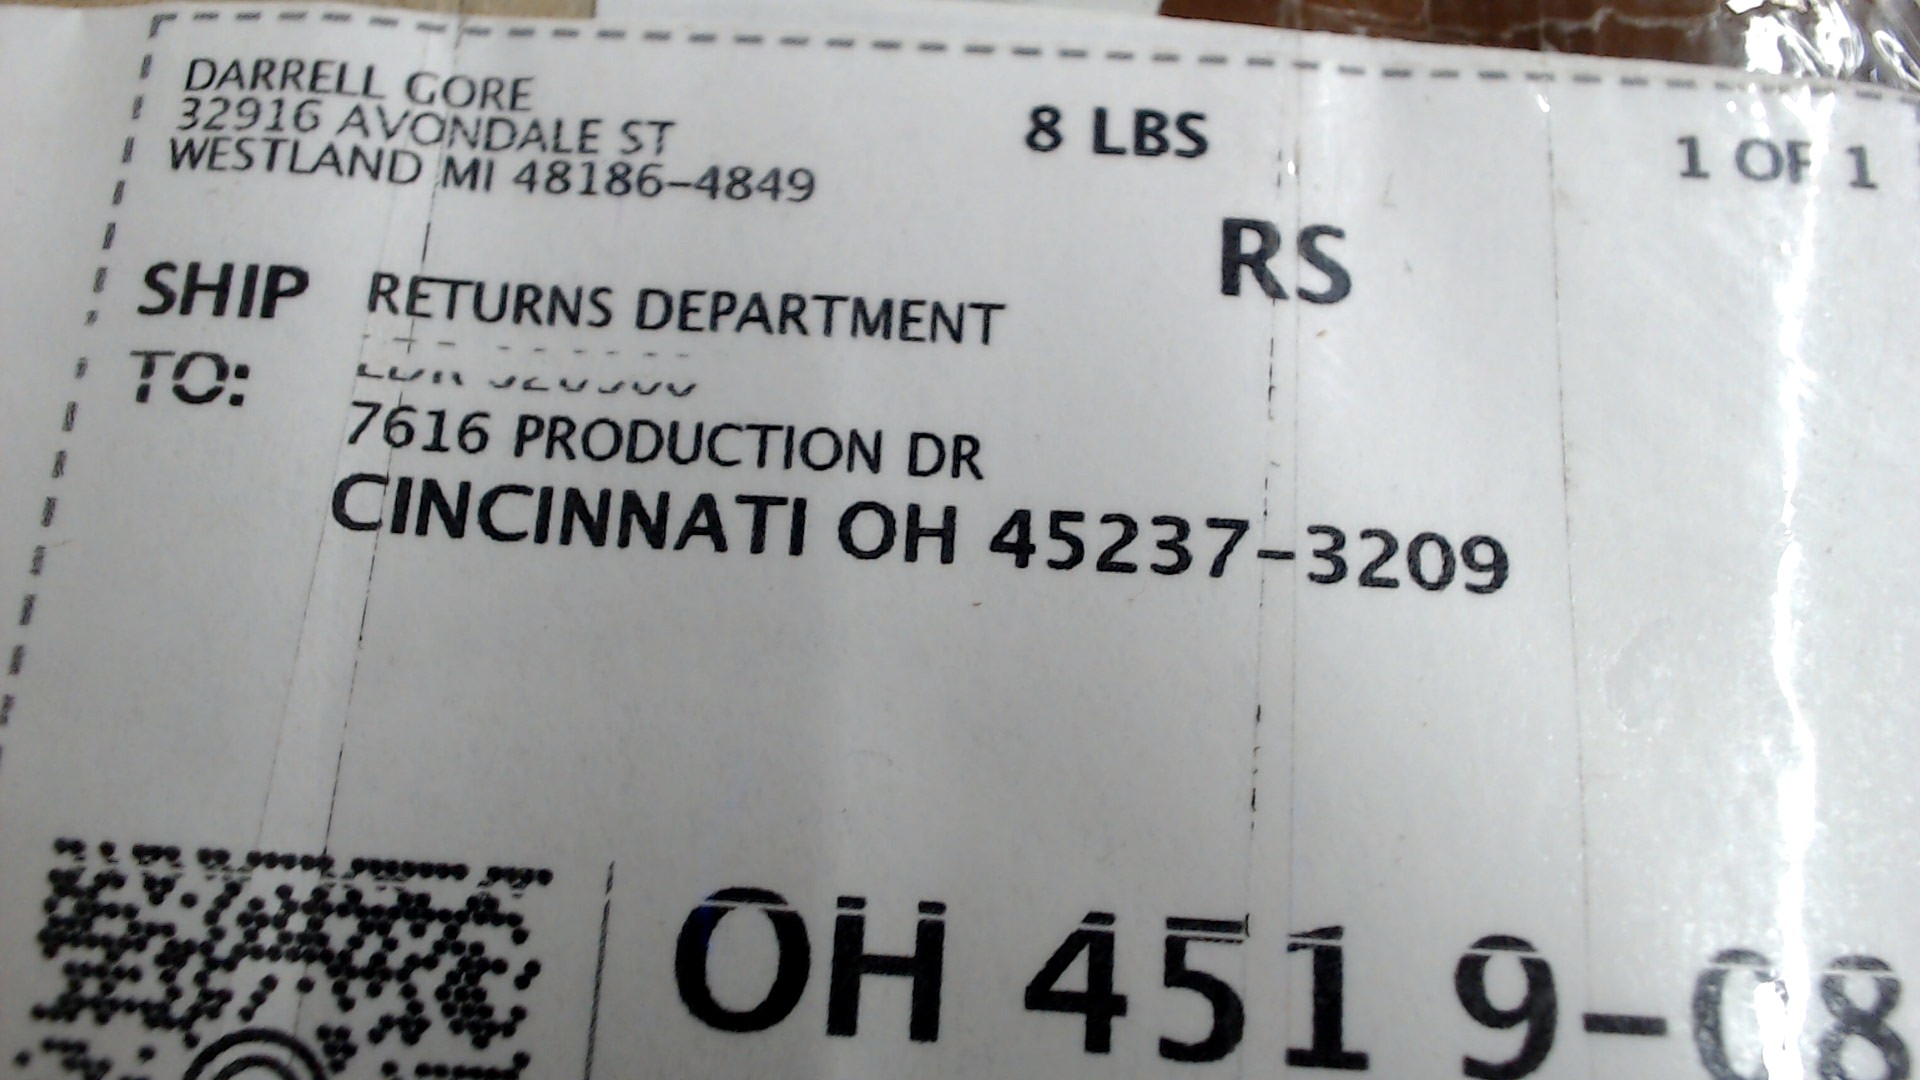 DARRELL GORE
32916 AVONDALE ST
WESTLAND MI 48186-4849
8 LBS
1 OF 1
RS
SHIP TO:
RETURNS DEPARTMENT
7616 PRODUCTION DR
CINCINNATI OH 45237-3209
OH 451 9-08